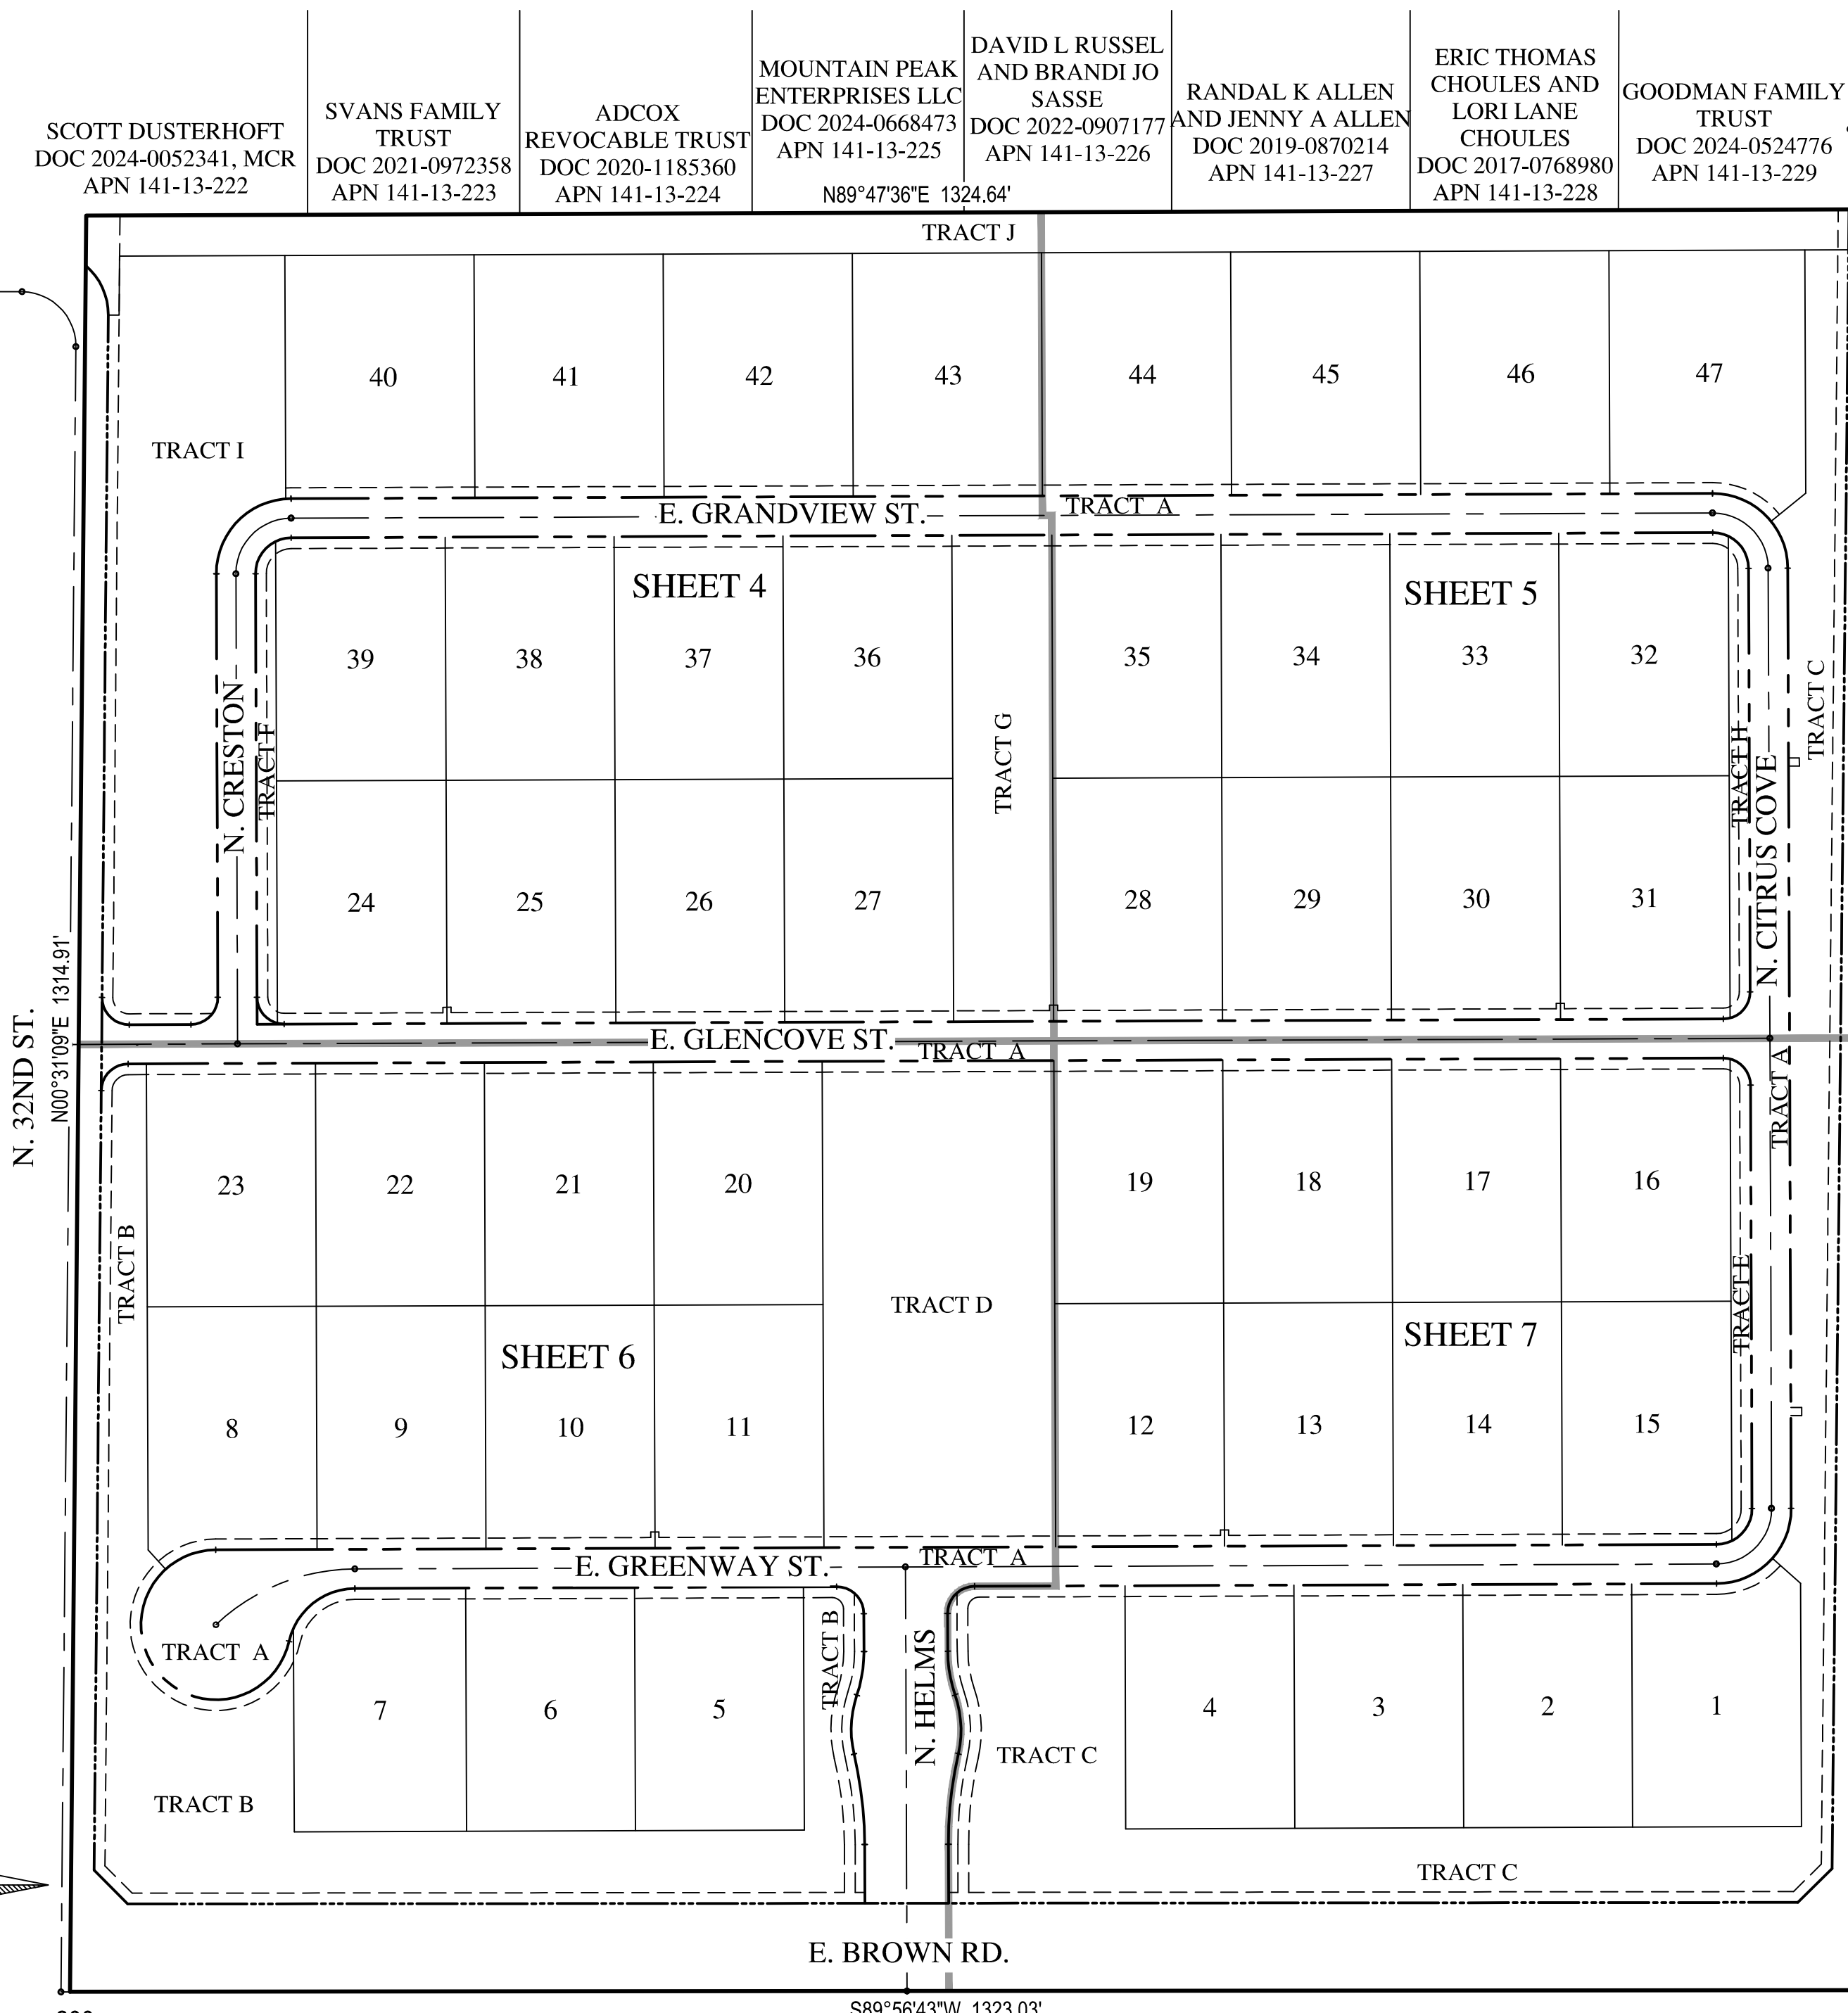 SCOTT DUSTERHOFT
DOC 2024-0052341, MCR
APN 141-13-222
SVANS FAMILY
TRUST
DOC 2021-0972358
APN 141-13-223
ADCOX
REVOCABLE TRUST
DOC 2020-1185360
APN 141-13-224
MOUNTAIN PEAK
ENTERPRISES LLC
DOC 2024-0668473
APN 141-13-225
DAVID L RUSSEL
AND BRANDI JO
SASSE
DOC 2022-0907177
APN 141-13-226
RANDAL K ALLEN
AND JENNY A ALLEN
DOC 2019-0870214
APN 141-13-227
ERIC THOMAS
CHOULES AND
LORI LANE
CHOULES
DOC 2017-0768980
APN 141-13-228
GOODMAN FAMILY
TRUST
DOC 2024-0524776
APN 141-13-229
N89°47'36"E 1324.64'
TRACT J
TRACT I
40
41
42
43
44
45
46
47
E. GRANDVIEW ST.
TRACT A
SHEET 4
SHEET 5
39
38
37
36
35
34
33
32
N. CRESTON
TRACT F
TRACT G
TRACT H
N. CITRUS COVE
TRACT C
24
25
26
27
28
29
30
31
N. 32ND ST.
N00°31'09"E 1314.91'
E. GLENCOVE ST.
TRACT A
TRACT A
23
22
21
20
19
18
17
16
TRACT B
TRACT D
TRACT E
SHEET 6
SHEET 7
8
9
10
11
12
13
14
15
E. GREENWAY ST.
TRACT A
TRACT A
7
6
5
TRACT B
N. HELMS
TRACT C
4
3
2
1
TRACT B
TRACT C
E. BROWN RD.
S89°56'43"W 1323.03'